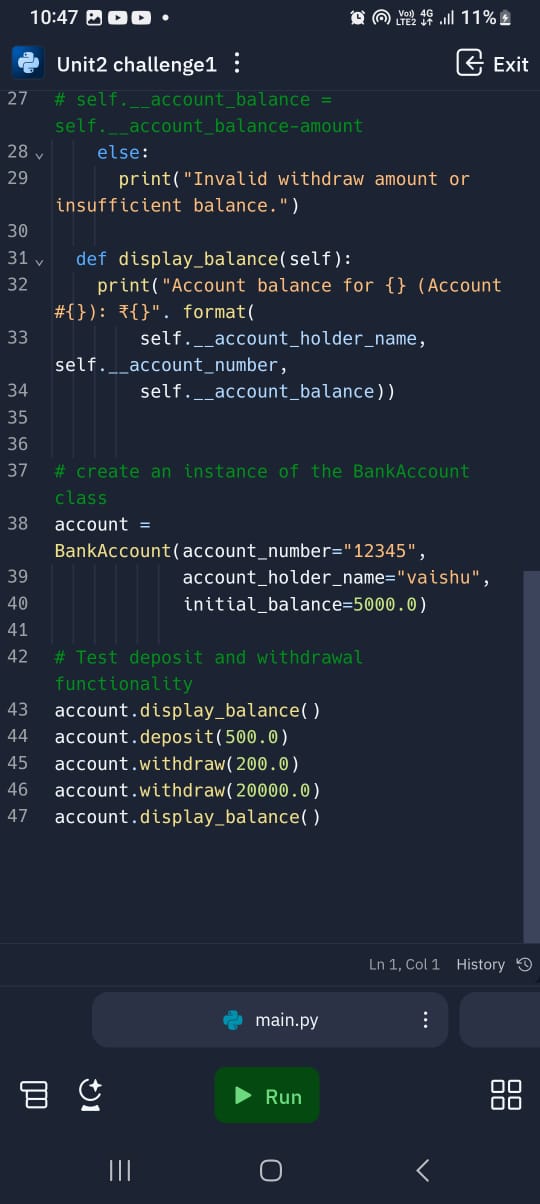 10:47 Vo)) LTE2 4G 11%
Unit2 challenge1 Exit
27 # self.__account_balance =
self.__account_balance-amount
28 else:
29 print("Invalid withdraw amount or
insufficient balance.")
30
31 def display_balance(self):
32 print("Account balance for {} (Account
#{}): ₹{}". format(
33 self.__account_holder_name,
self.__account_number,
34 self.__account_balance))
35
36
37 # create an instance of the BankAccount
class
38 account =
BankAccount(account_number="12345",
39 account_holder_name="vaishu",
40 initial_balance=5000.0)
41
42 # Test deposit and withdrawal
functionality
43 account.display_balance()
44 account.deposit(500.0)
45 account.withdraw(200.0)
46 account.withdraw(20000.0)
47 account.display_balance()
Ln 1, Col 1 History
main.py
Run